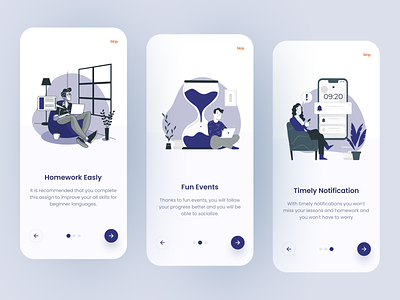 Skip
Homework Easly
It is recommended that you complete
this assign to improve your all skills for
beginner languages.
Skip
Fun Events
Thanks to fun events, you will follow
your progress better and you will be
able to socialize.
Skip
09:20
Timely Notification
With timely notifications you won't
miss your lessons and homework and
you won't have to worry